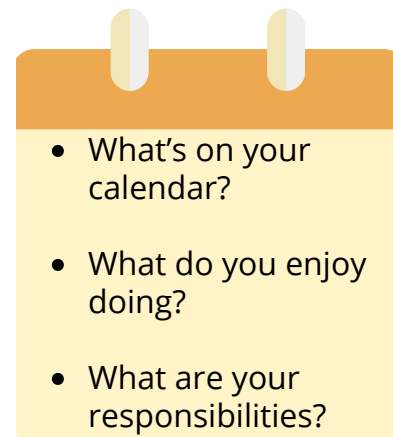 • What's on your
calendar?
• What do you enjoy
doing?
• What are your
responsibilities?